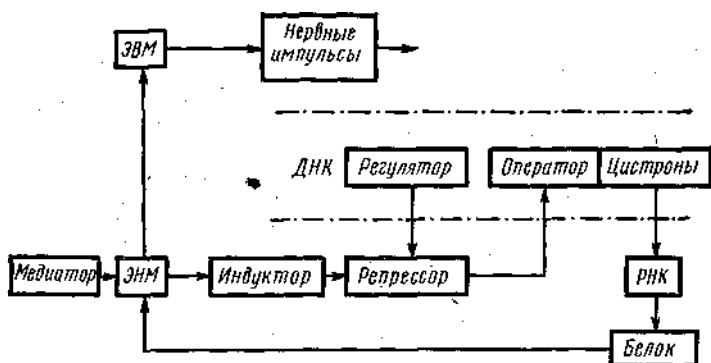 ЭВМ
Нервные
импульсы
ДНК
Регулятор
Оператор
Цистроны
Медиатор
ЭНМ
Индуктор
Репрессор
РНК
Белок